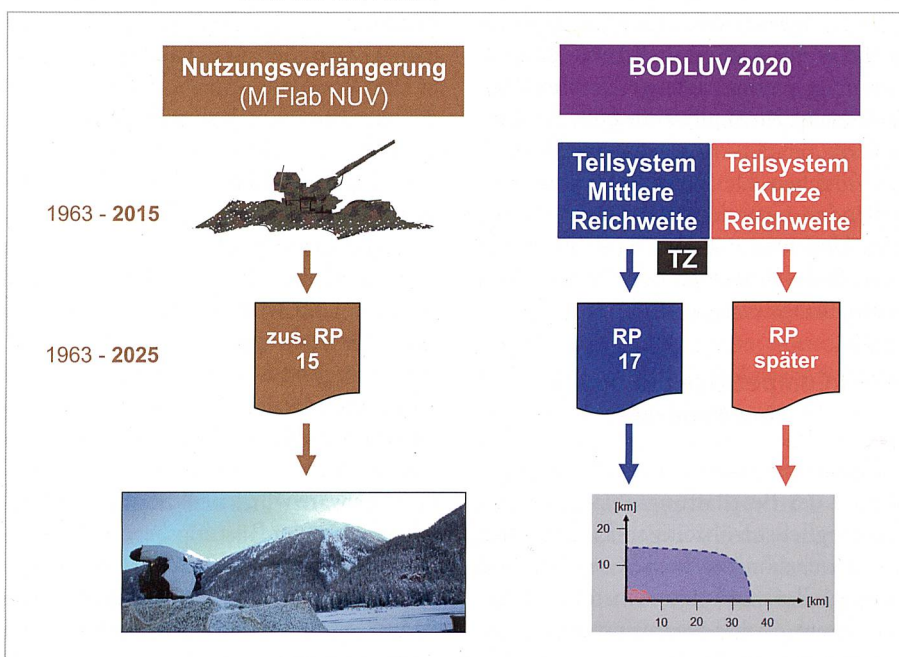 Nutzungsverlängerung
(M Flab NUV)
BODLUV 2020
Teilsystem
Mittlere
Reichweite
Teilsystem
Kurze
Reichweite
TZ
1963 - 2015
1963 - 2025
zus. RP
15
RP
17
RP
später
[km]
20
10
[km]
10
20
30
40